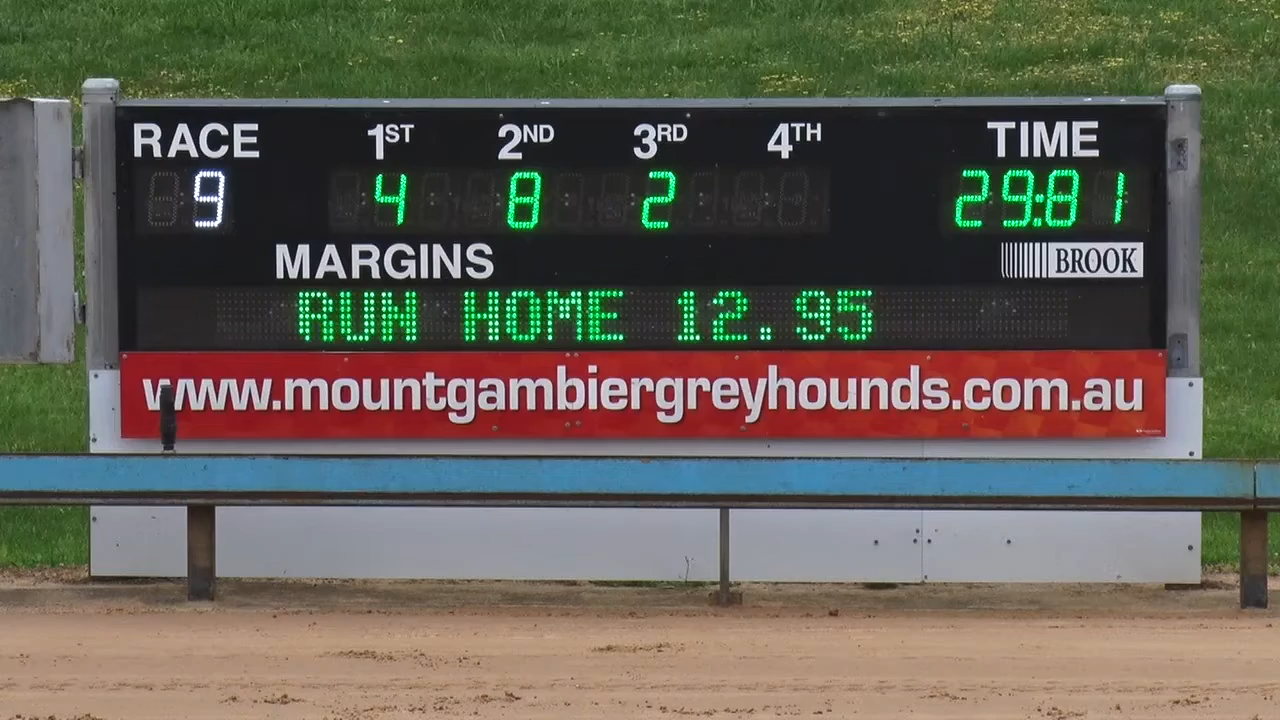 RACE 1ST 2ND 3RD 4TH TIME
9 4 8 2 29:81
MARGINS
BROOK
RUN HOME 12.95
www.mountgambiergreyhounds.com.au